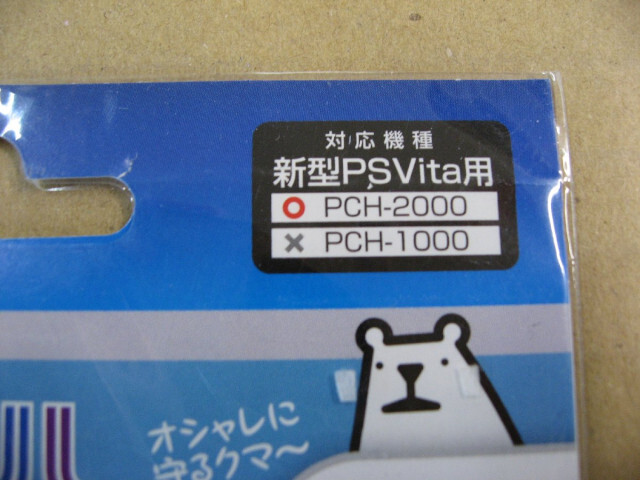 対応機種
新型PSVita用
○ PCH-2000
× PCH-1000
オシャレに
守るクマ〜